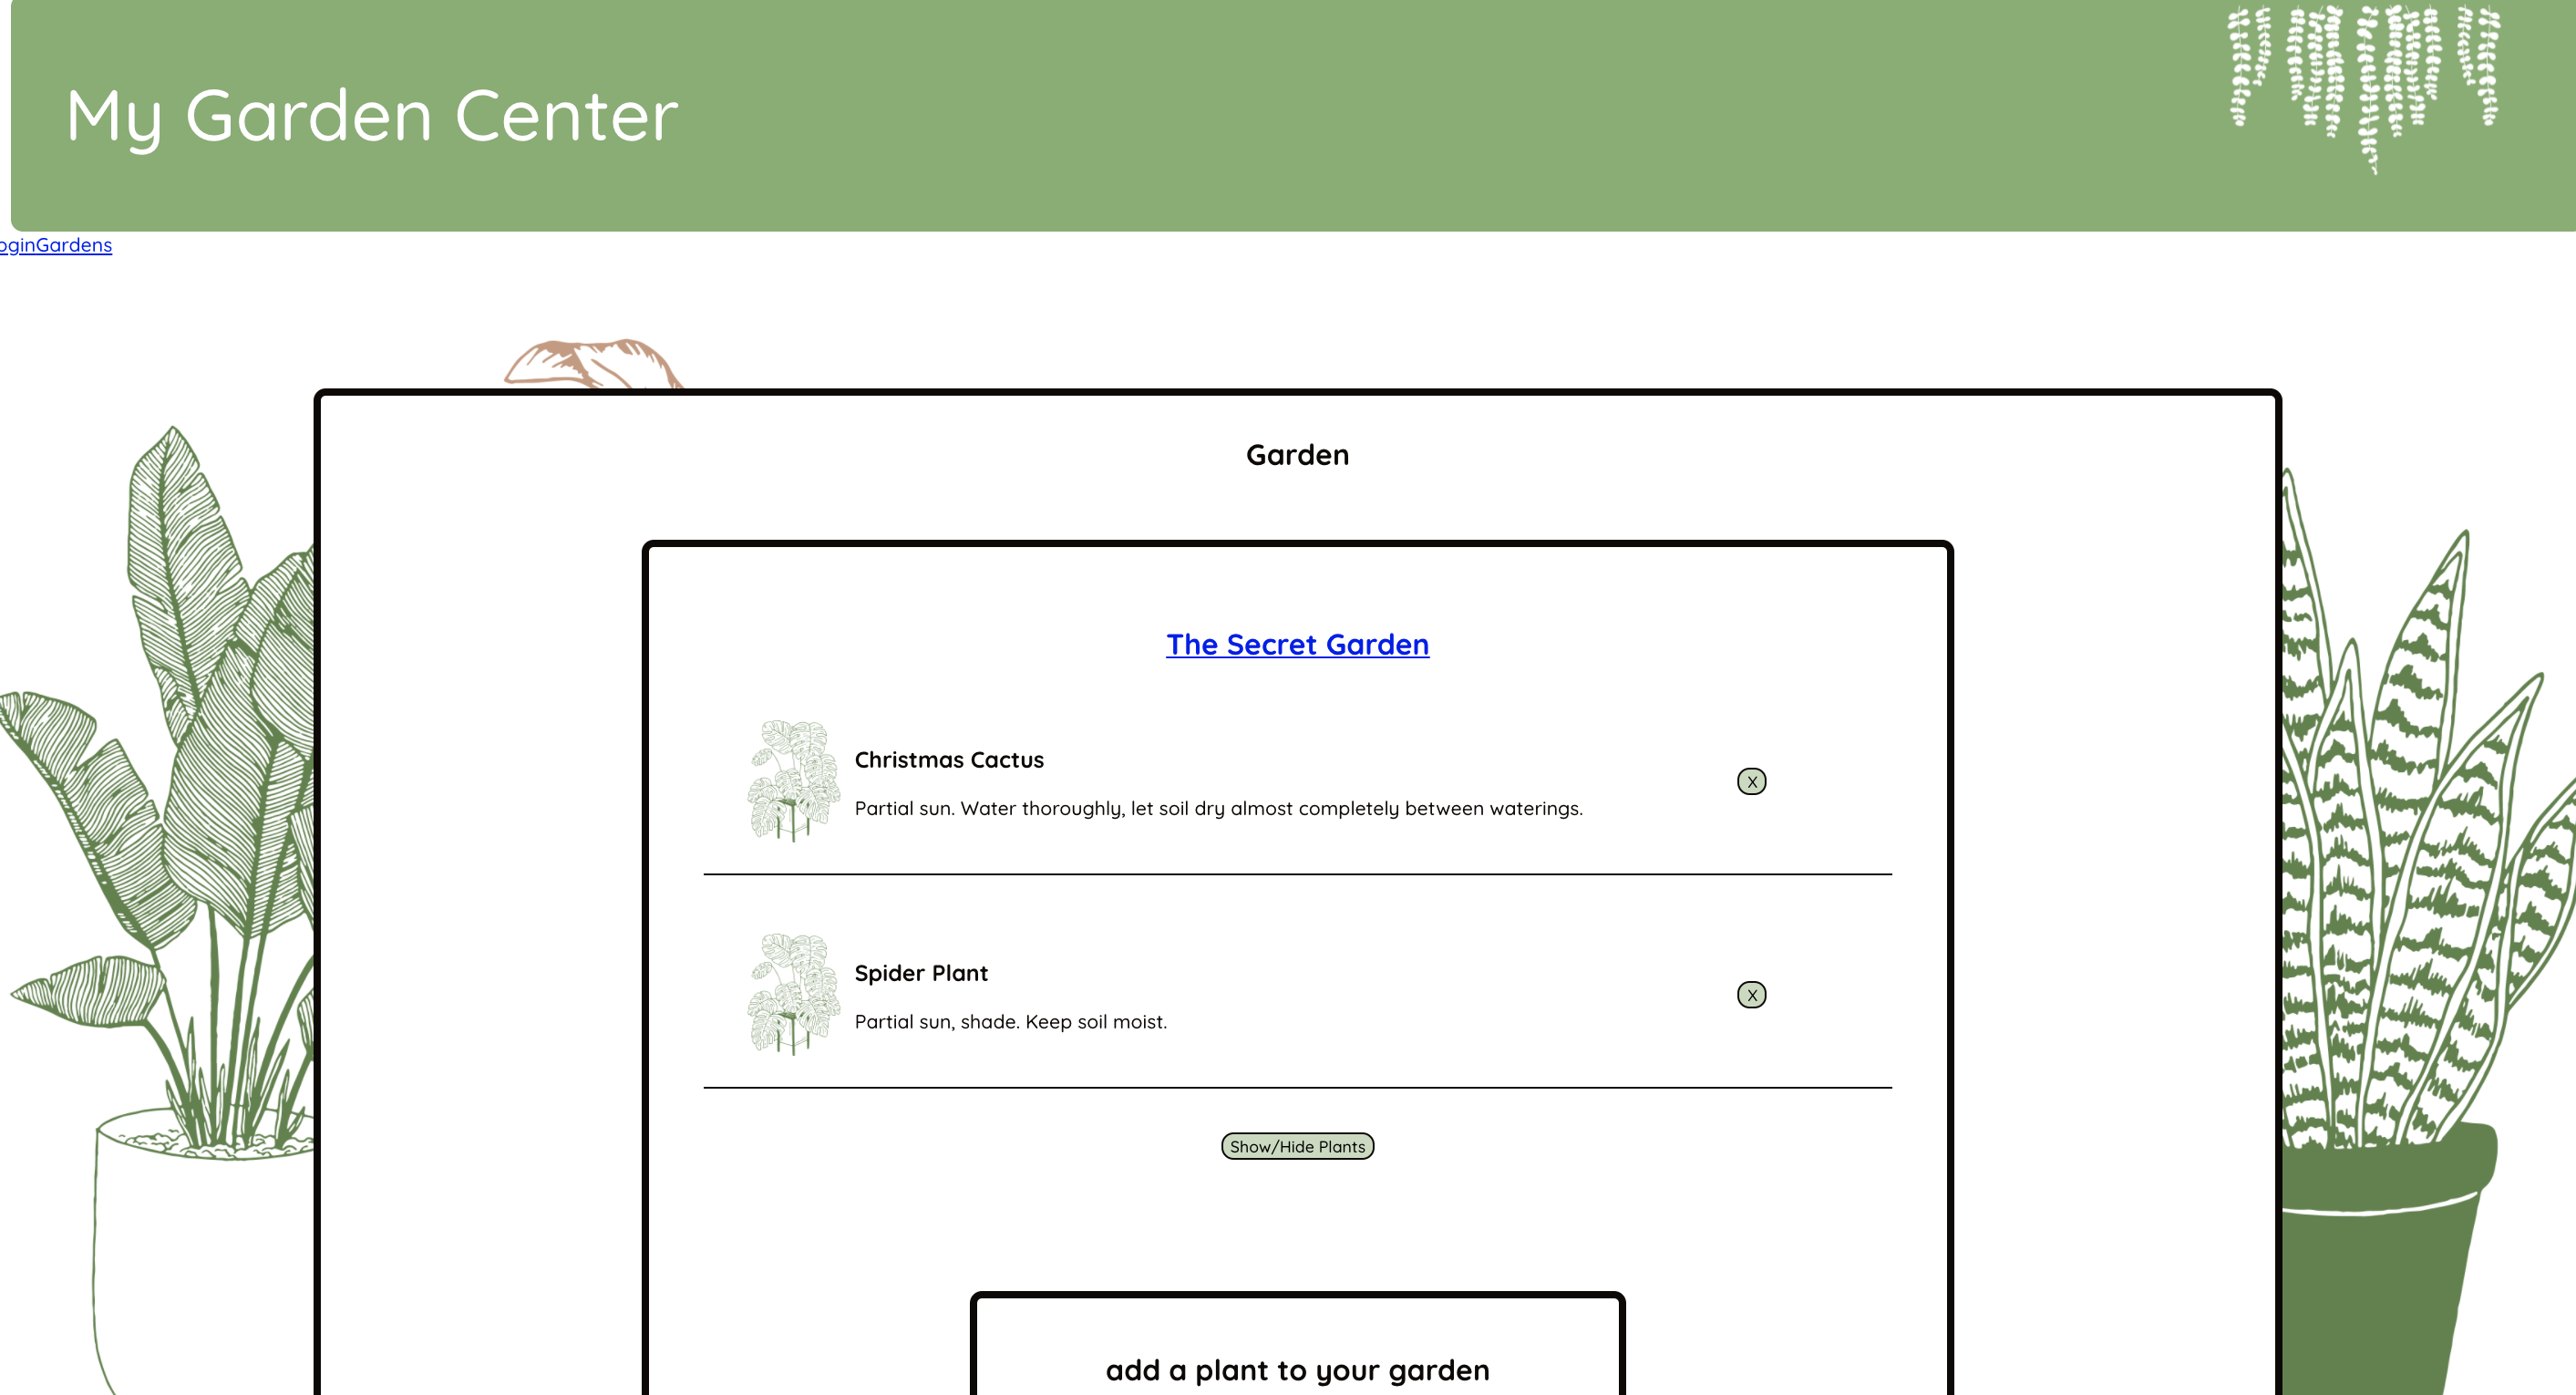 My Garden Center
oginGardens
Garden
The Secret Garden
Christmas Cactus
Partial sun. Water thoroughly, let soil dry almost completely between waterings.
X
Spider Plant
Partial sun, shade. Keep soil moist.
X
Show/Hide Plants
add a plant to your garden